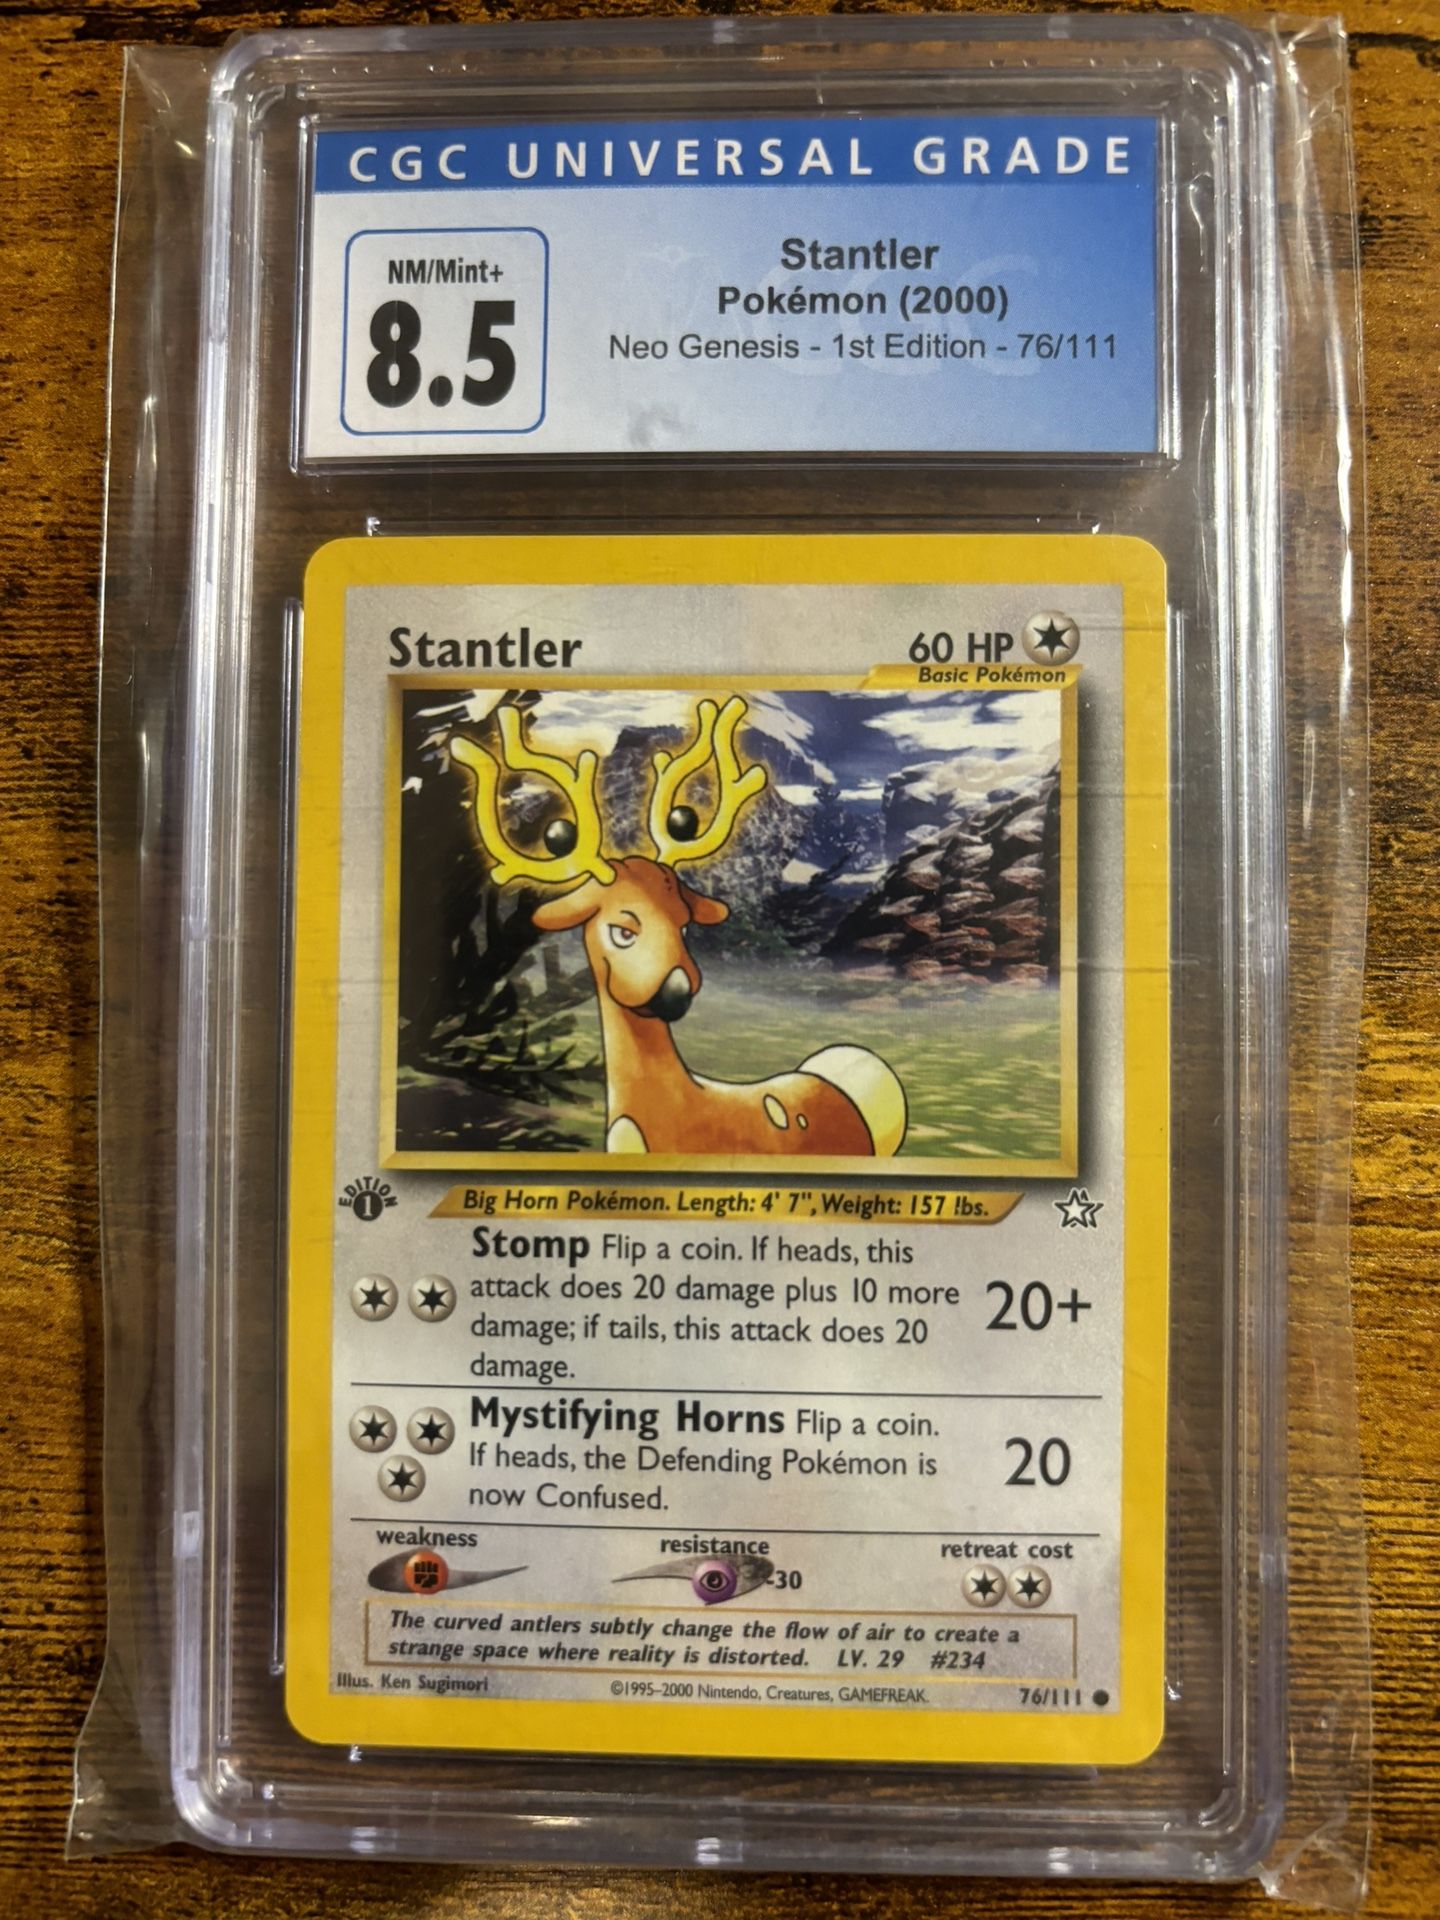 CGC UNIVERSAL GRADE
NM/Mint+
8.5
Stantler
Pokémon (2000)
Neo Genesis - 1st Edition - 76/111
Stantler
60 HP
Basic Pokémon
EDITION
1
Big Horn Pokémon. Length: 4' 7", Weight: 157 lbs.
Stomp Flip a coin. If heads, this
attack does 20 damage plus 10 more
damage; if tails, this attack does 20
damage.
20+
Mystifying Horns Flip a coin.
If heads, the Defending Pokémon is
now Confused.
20
weakness
resistance
-30
retreat cost
The curved antlers subtly change the flow of air to create a
strange space where reality is distorted. LV. 29 #234
Illus. Ken Sugimori
©1995–2000 Nintendo, Creatures, GAMEFREAK.
76/111